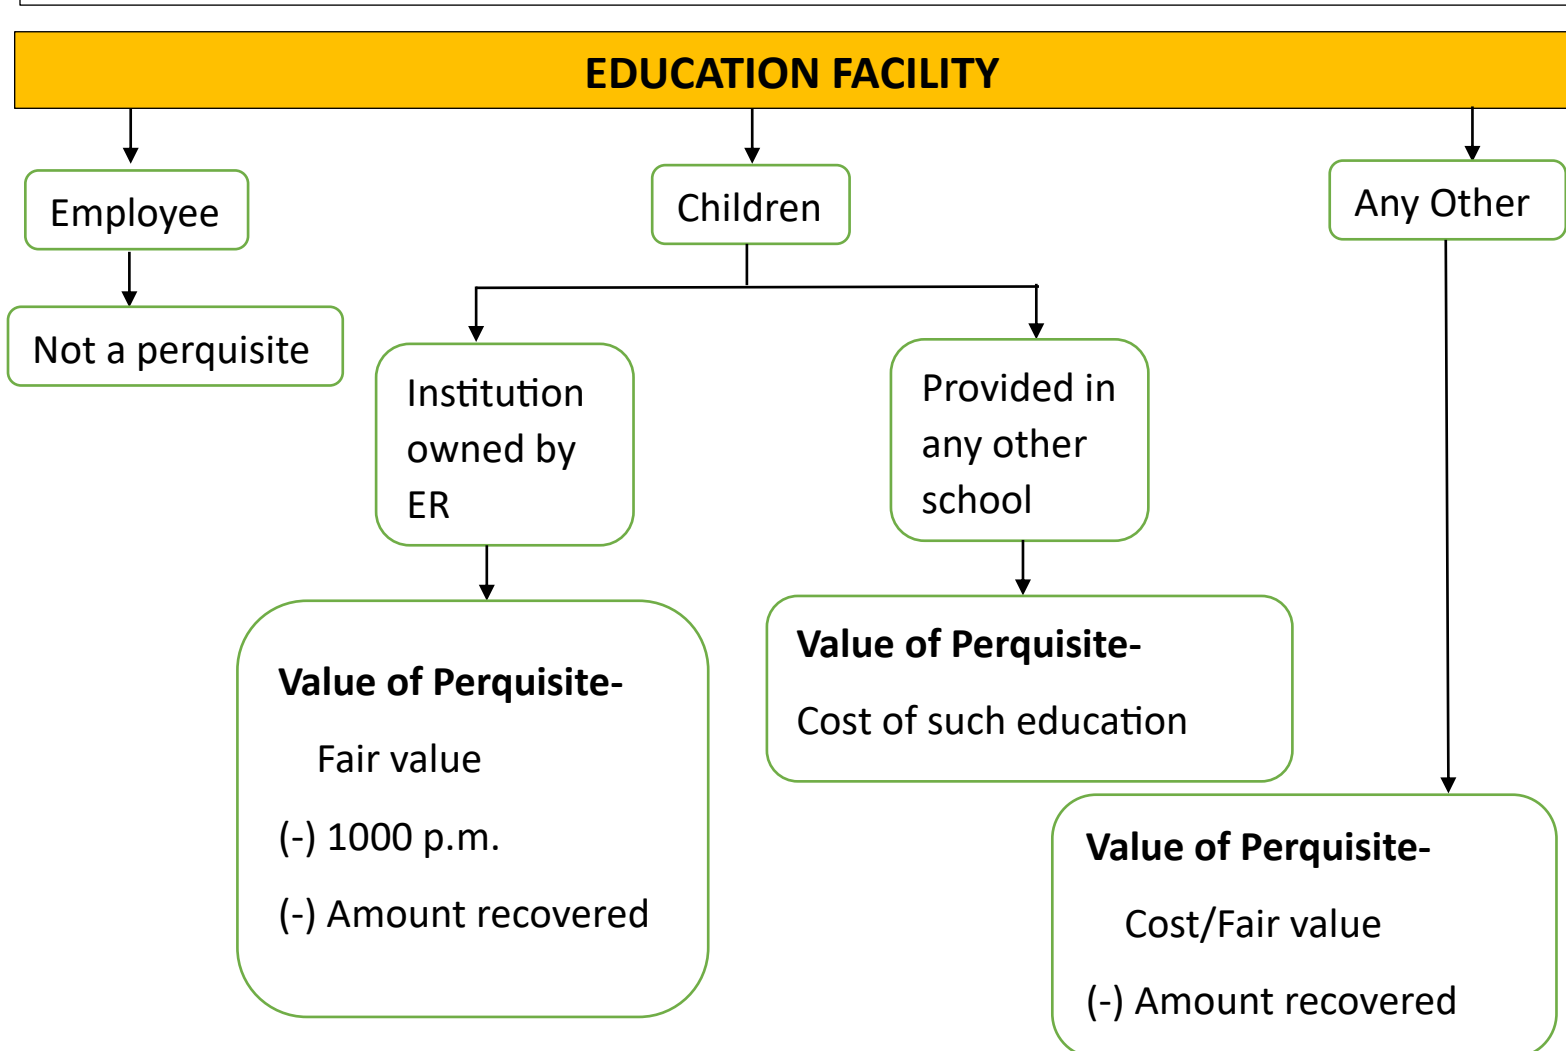 EDUCATION FACILITY
Employee
Children
Any Other
Not a perquisite
Institution
owned by
ER
Provided in
any other
school
Value of Perquisite-
Fair value
(-) 1000 p.m.
(-) Amount recovered
Value of Perquisite-
Cost of such education
Value of Perquisite-
Cost/Fair value
(-) Amount recovered